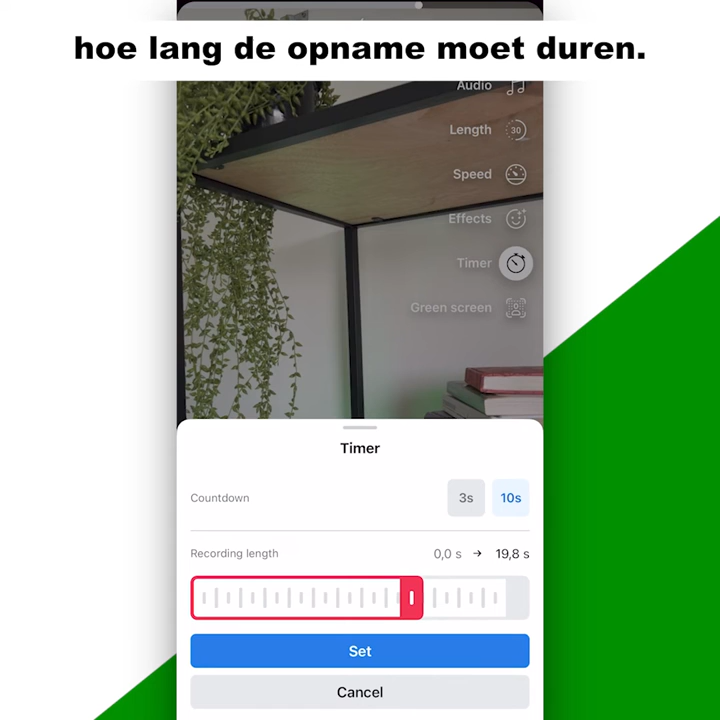 hoe lang de opname moet duren.
Audio
Length 30
Speed
Effects
Timer
Green screen
Timer
Countdown 3s 10s
Recording length 0,0 s → 19,8 s
Set
Cancel